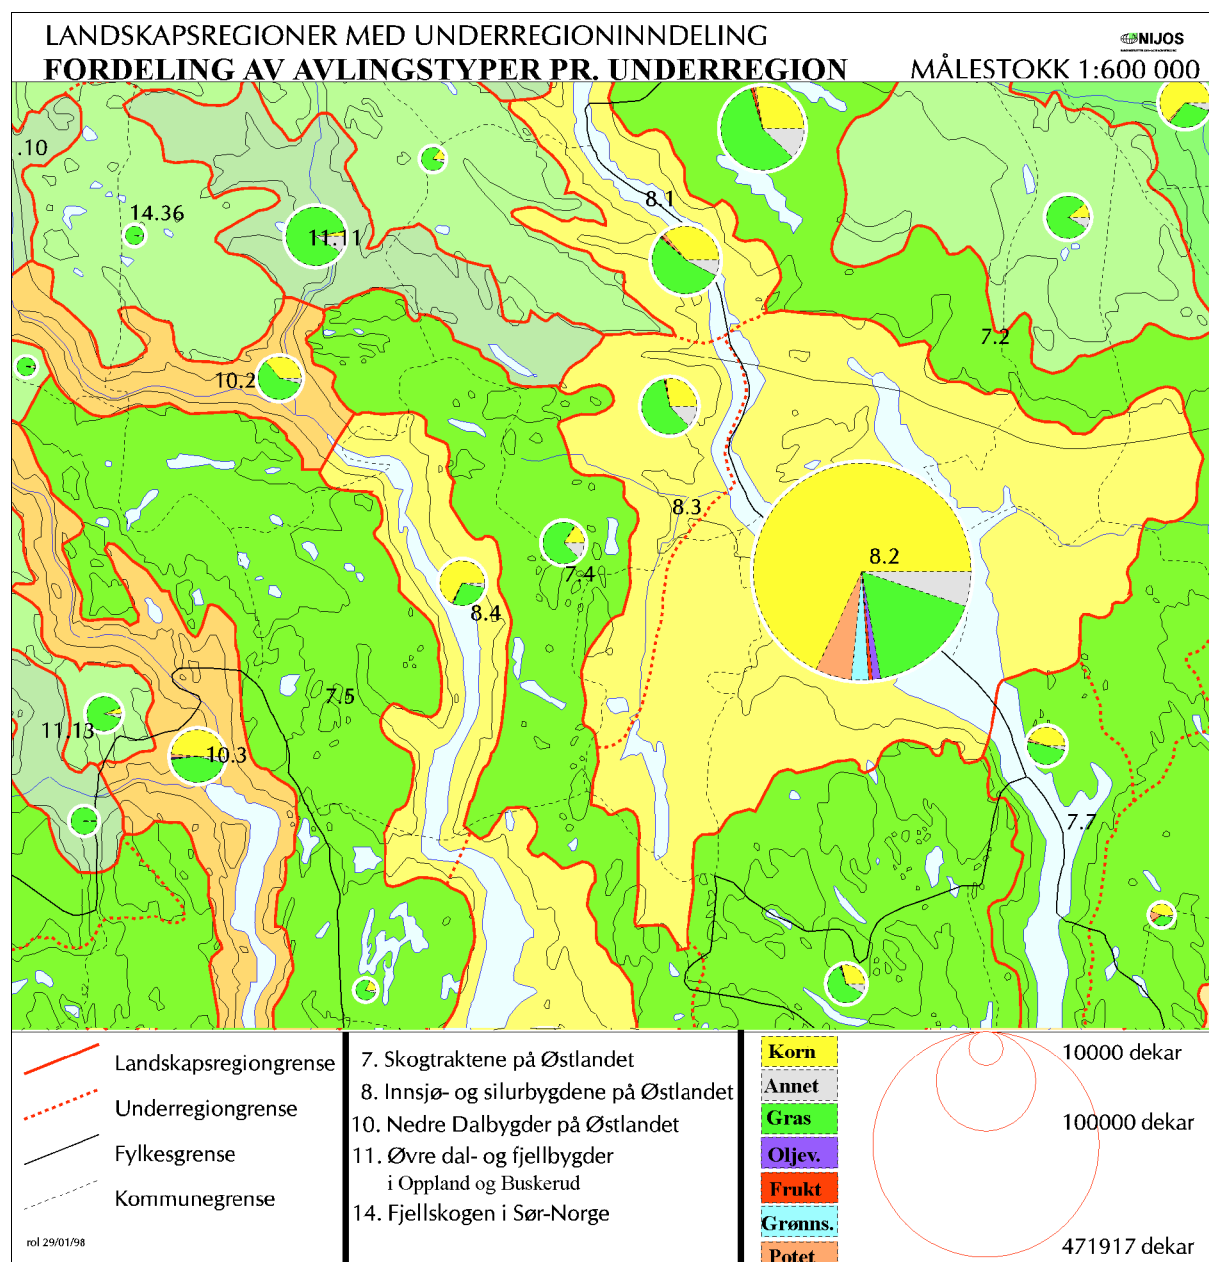 LANDSKAPSREGIONER MED UNDERREGIONINNDELING
NIJOS
FORDELING AV AVLINGSTYPER PR. UNDERREGION
MÅLESTOKK 1:600 000
.10
14.36
11.11
8.1
7.2
10.2
8.3
8.2
7.4
8.4
7.5
11.13
10.3
7.7
Landskapsregiongrense
Underregiongrense
Fylkesgrense
Kommunegrense
rol 29/01/98
7. Skogtraktene på Østlandet
8. Innsjø- og silurbygdene på Østlandet
10. Nedre Dalbygder på Østlandet
11. Øvre dal- og fjellbygder
i Oppland og Buskerud
14. Fjellskogen i Sør-Norge
Korn
Annet
Gras
Oljev.
Frukt
Grønns.
Potet
10000 dekar
100000 dekar
471917 dekar